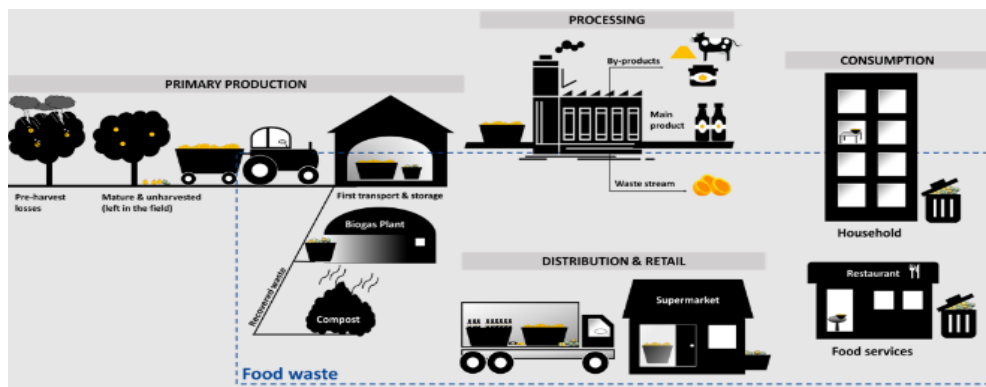 PROCESSING
CONSUMPTION
PRIMARY PRODUCTION
By-products
Main
product
Pre-harvest
losses
Mature & unharvested
(left in the field)
First transport & storage
Waste stream
Biogas Plant
Household
Recovered waste
Compost
DISTRIBUTION & RETAIL
Supermarket
Restaurant
Food services
Food waste